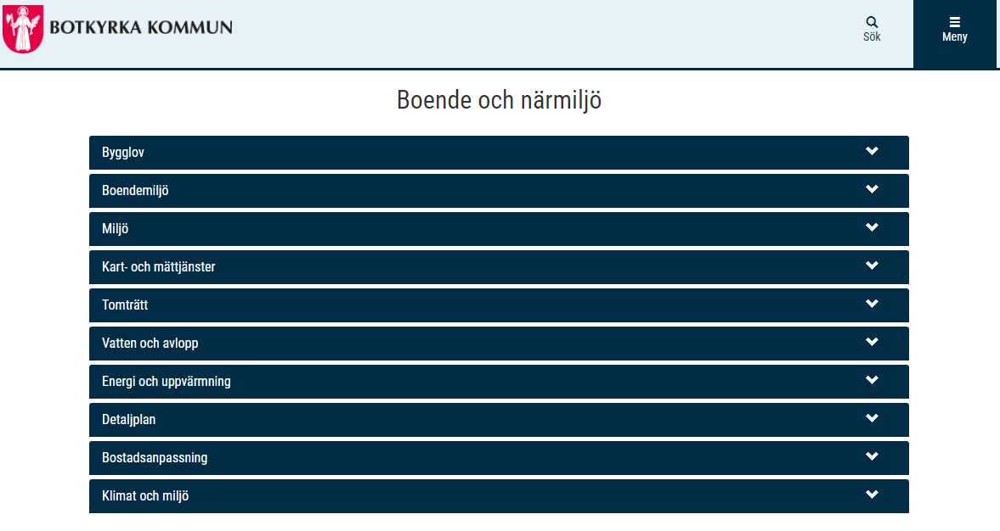 BOTKYRKA KOMMUN
Sök
Meny
Boende och närmiljö
Bygglov
Boendemiljö
Miljö
Kart- och mättjänster
Tomträtt
Vatten och avlopp
Energi och uppvärmning
Detaljplan
Bostadsanpassning
Klimat och miljö